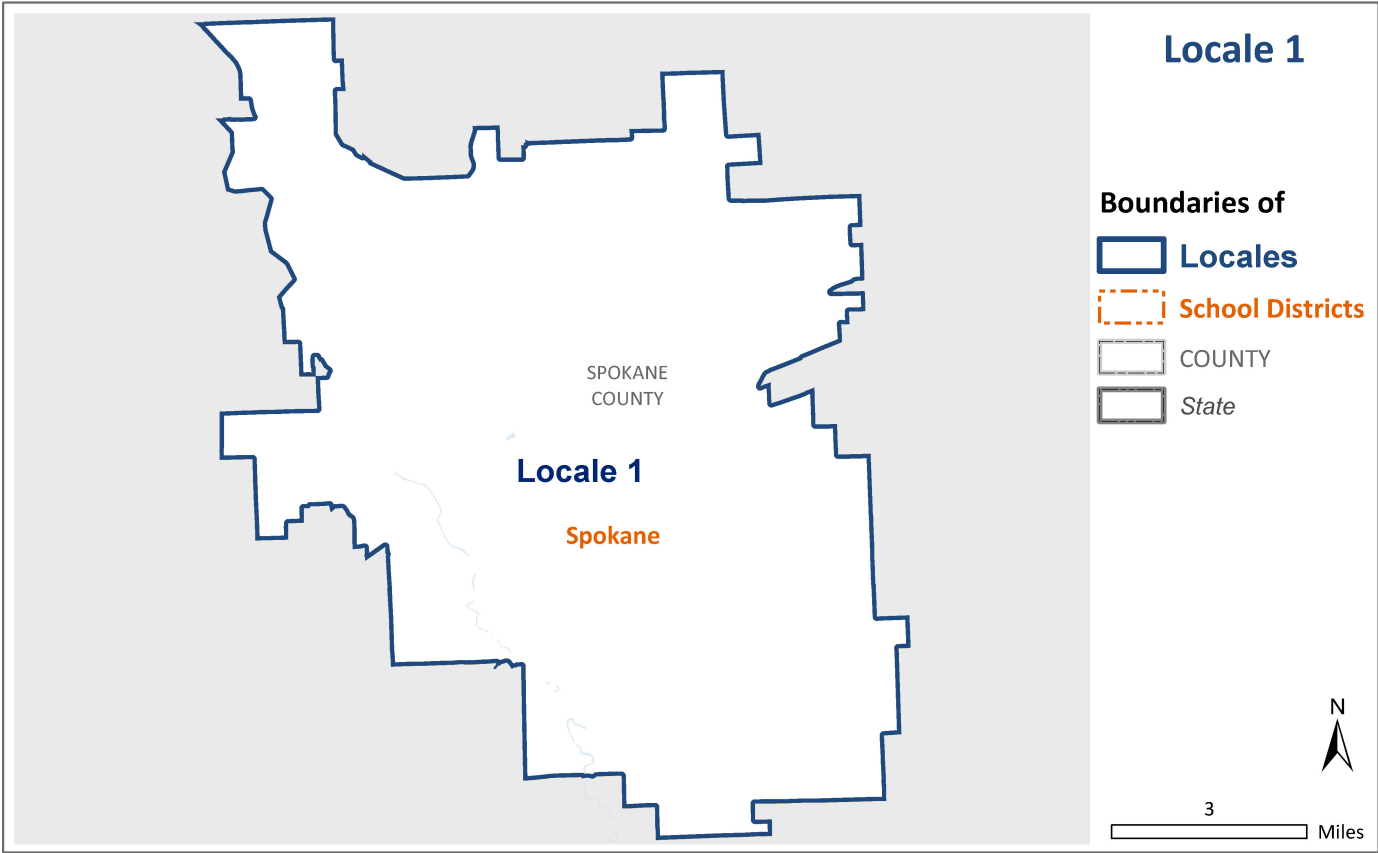 Locale 1
Boundaries of
Locales
School Districts
COUNTY
State
SPOKANE
COUNTY
Locale 1
Spokane
N
3
Miles